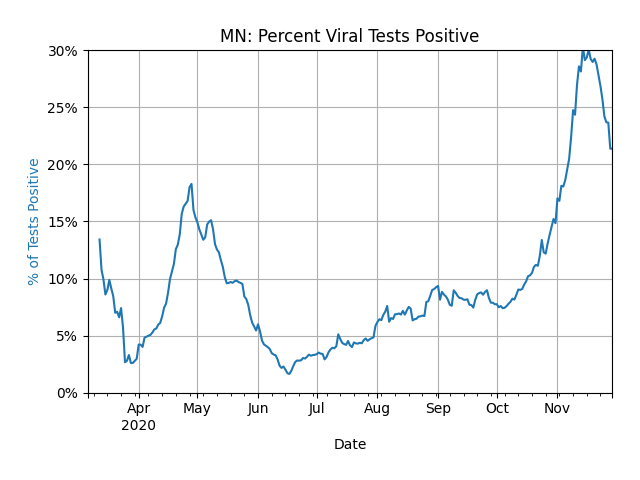 MN: Percent Viral Tests Positive
30%
25%
20%
15%
10%
5%
0%
% of Tests Positive
Apr May Jun Jul Aug Sep Oct Nov
2020
Date